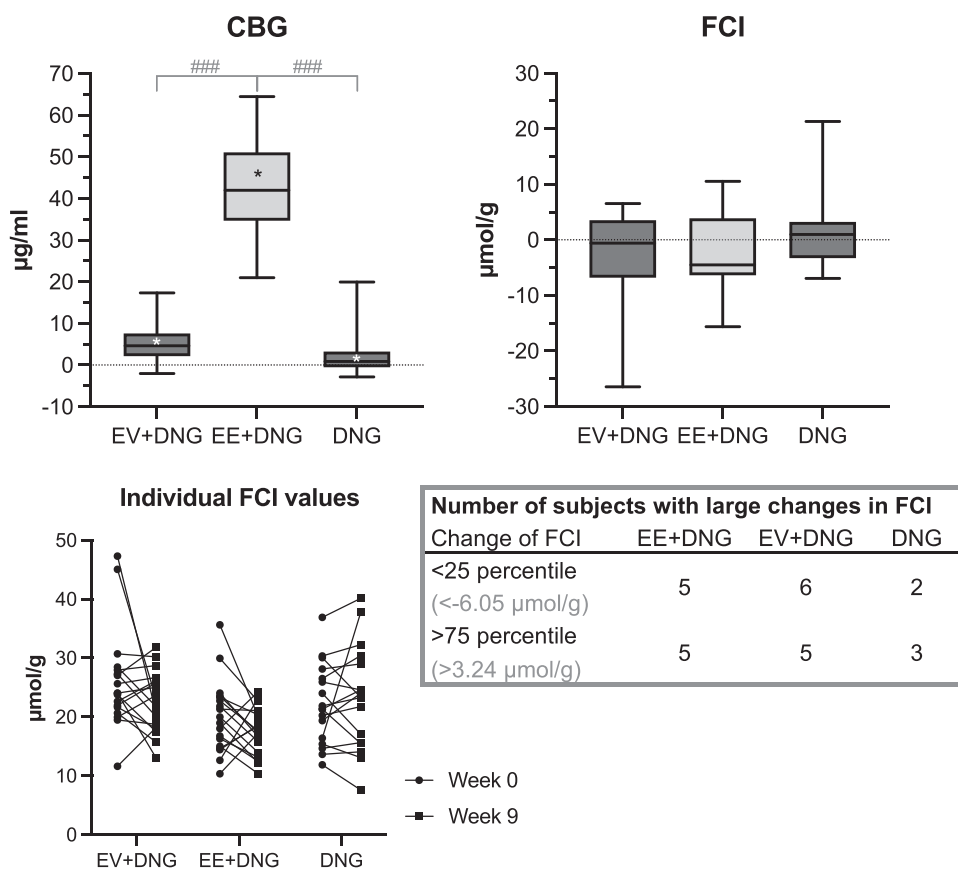 CBG
###
###
70
60
50
40
30
20
10
0
-10
µg/ml
*
*
*
EV+DNG EE+DNG DNG
FCI
30
20
10
0
-10
-20
-30
µmol/g
EV+DNG EE+DNG DNG
Individual FCI values
50
40
30
20
10
0
µmol/g
EV+DNG EE+DNG DNG
Week 0
Week 9
Number of subjects with large changes in FCI
Change of FCI EE+DNG EV+DNG DNG
<25 percentile 5 6 2
(<-6.05 µmol/g)
>75 percentile 5 5 3
(>3.24 µmol/g)